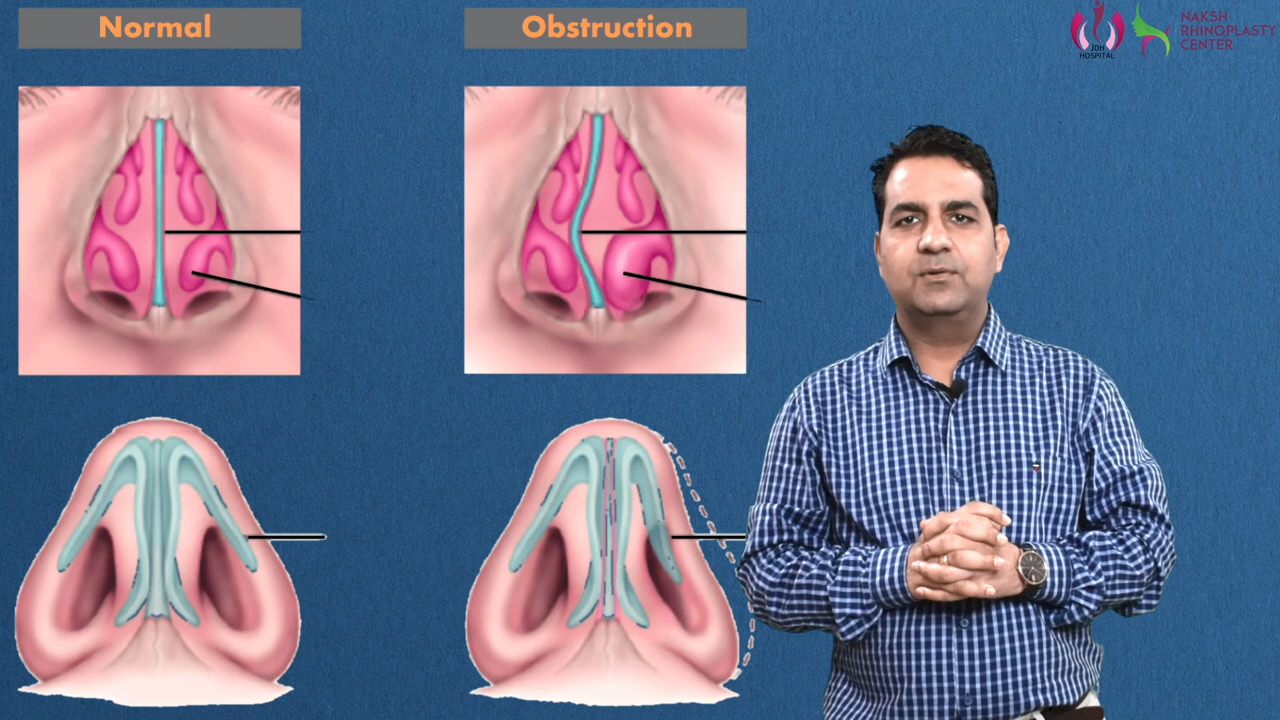 Normal
Obstruction
JDH
HOSPITAL
NAKSH
RHINOPLASTY
CENTER